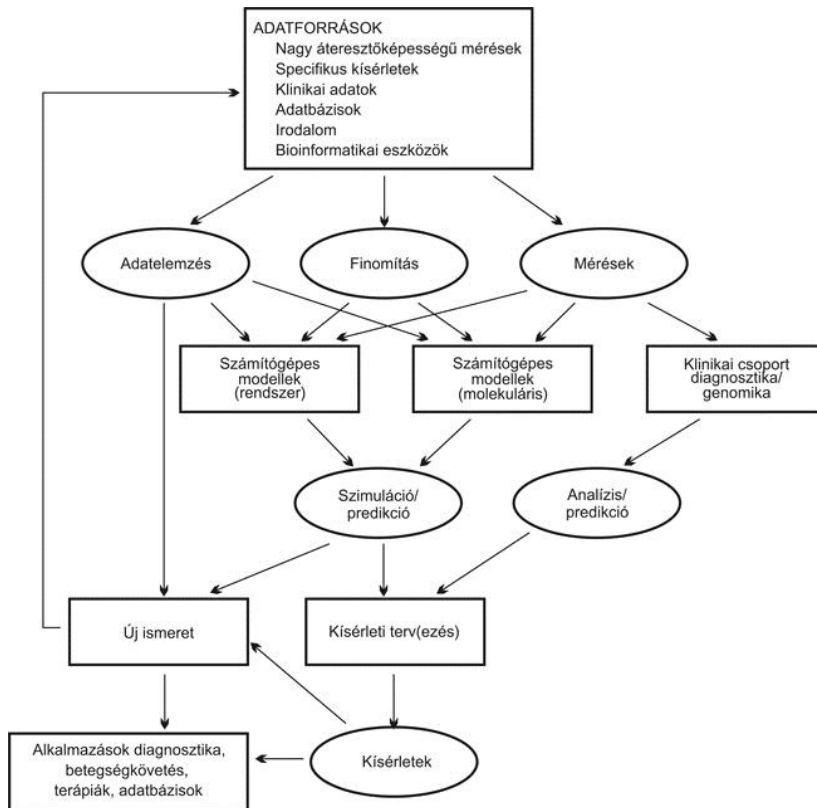 ADATFORRÁSOK
Nagy áteresztőképességű mérések
Specifikus kísérletek
Klinikai adatok
Adatbázisok
Irodalom
Bioinformatikai eszközök
Adatelemzés
Finomítás
Mérések
Számítógépes
modellek
(rendszer)
Számítógépes
modellek
(molekuláris)
Klinikai csoport
diagnosztika/
genomika
Szimuláció/
predikció
Analízis/
predikció
Új ismeret
Kísérleti terv(ezés)
Alkalmazások diagnosztika,
betegségkövetés,
terápiák, adatbázisok
Kísérletek